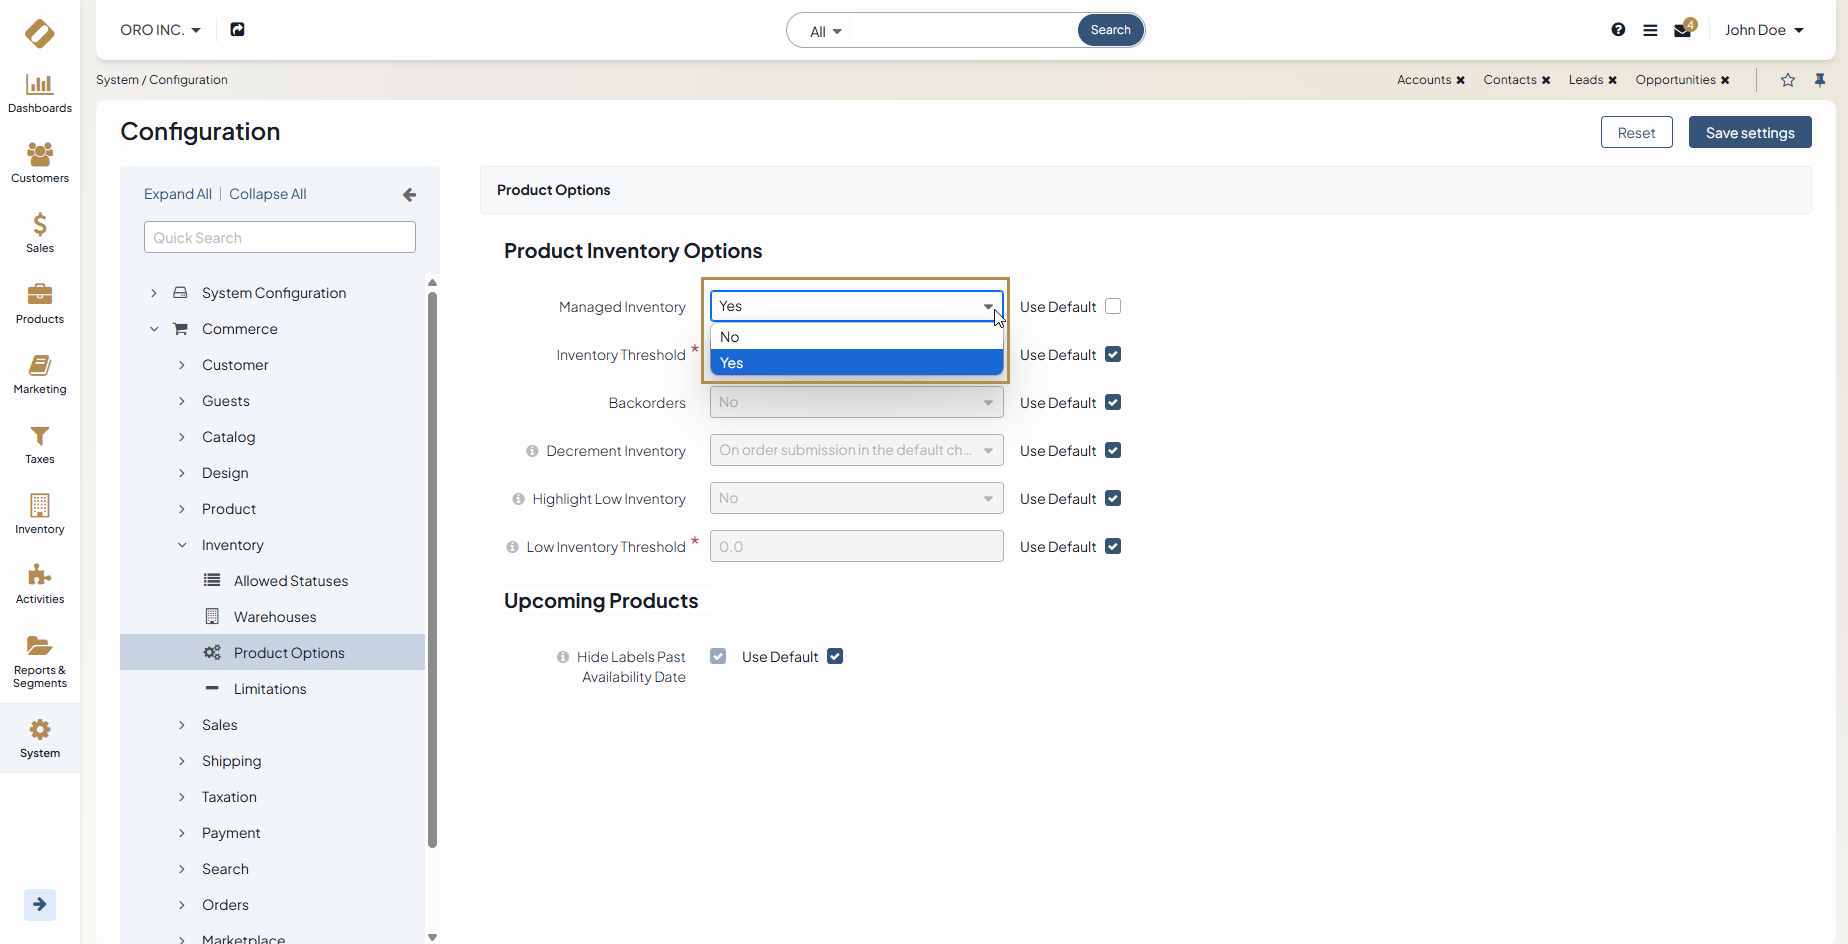 ORO INC.
All
Search
4
John Doe
System / Configuration
Accounts
Contacts
Leads
Opportunities
Dashboards
Customers
Sales
Products
Marketing
Taxes
Inventory
Activities
Reports &
Segments
System
Configuration
Reset
Save settings
Expand All | Collapse All
Quick Search
System Configuration
Commerce
Customer
Guests
Catalog
Design
Product
Inventory
Allowed Statuses
Warehouses
Product Options
Limitations
Sales
Shipping
Taxation
Payment
Search
Orders
Marketplace
Product Options
Product Inventory Options
Managed Inventory
Yes
Use Default
No
Yes
Inventory Threshold *
Use Default
Backorders
No
Use Default
Decrement Inventory
On order submission in the default ch...
Use Default
Highlight Low Inventory
No
Use Default
Low Inventory Threshold *
0.0
Use Default
Upcoming Products
Hide Labels Past
Availability Date
Use Default